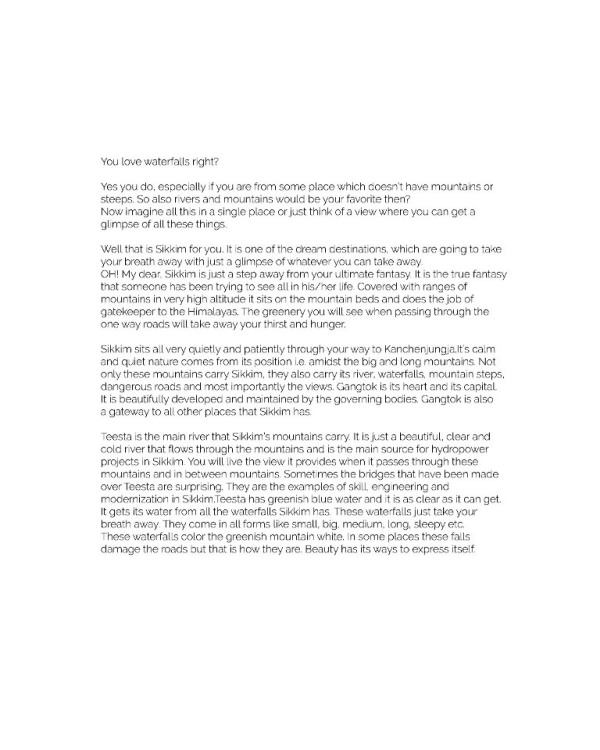 You love waterfalls right?
Yes you do, especially if you are from some place which doesn't have mountains or
steeps. So also rivers and mountains would be your favorite then?
Now imagine all this in a single place or just think of a view where you can get a
glimpse of all these things.
Well that is Sikkim for you. It is one of the dream destinations, which are going to take
your breath away with just a glimpse of whatever you can take away.
OH! My dear, Sikkim is just a step away from your ultimate fantasy. It is the true fantasy
that someone has been trying to see all in his/her life. Covered with ranges of
mountains in very high altitude it sits on the mountain beds and does the job of
gatekeeper to the Himalayas. The greenery you will see when passing through the
one way roads will take away your thirst and hunger.
Sikkim sits all very quietly and patiently through your way to Kanchenjungja.It's calm
and quiet nature comes from its position i.e. amidst the big and long mountains. Not
only these mountains carry Sikkim, they also carry its river, waterfalls, mountain steps,
dangerous roads and most importantly the views. Gangtok is its heart and its capital.
It is beautifully developed and maintained by the governing bodies. Gangtok is also
a gateway to all other places that Sikkim has.
Teesta is the main river that Sikkim's mountains carry. It is just a beautiful, clear and
cold river that flows through the mountains and is the main source for hydropower
projects in Sikkim. You will live the view it provides when it passes through these
mountains and in between mountains. Sometimes the bridges that have been made
over Teesta are surprising. They are the examples of skill, engineering and
modernization in Sikkim.Teesta has greenish blue water and it is as clear as it can get.
It gets its water from all the waterfalls Sikkim has. These waterfalls just take your
breath away. They come in all forms like small, big, medium, long, sleepy etc.
These waterfalls color the greenish mountain white. In some places these falls
damage the roads but that is how they are. Beauty has its ways to express itself.